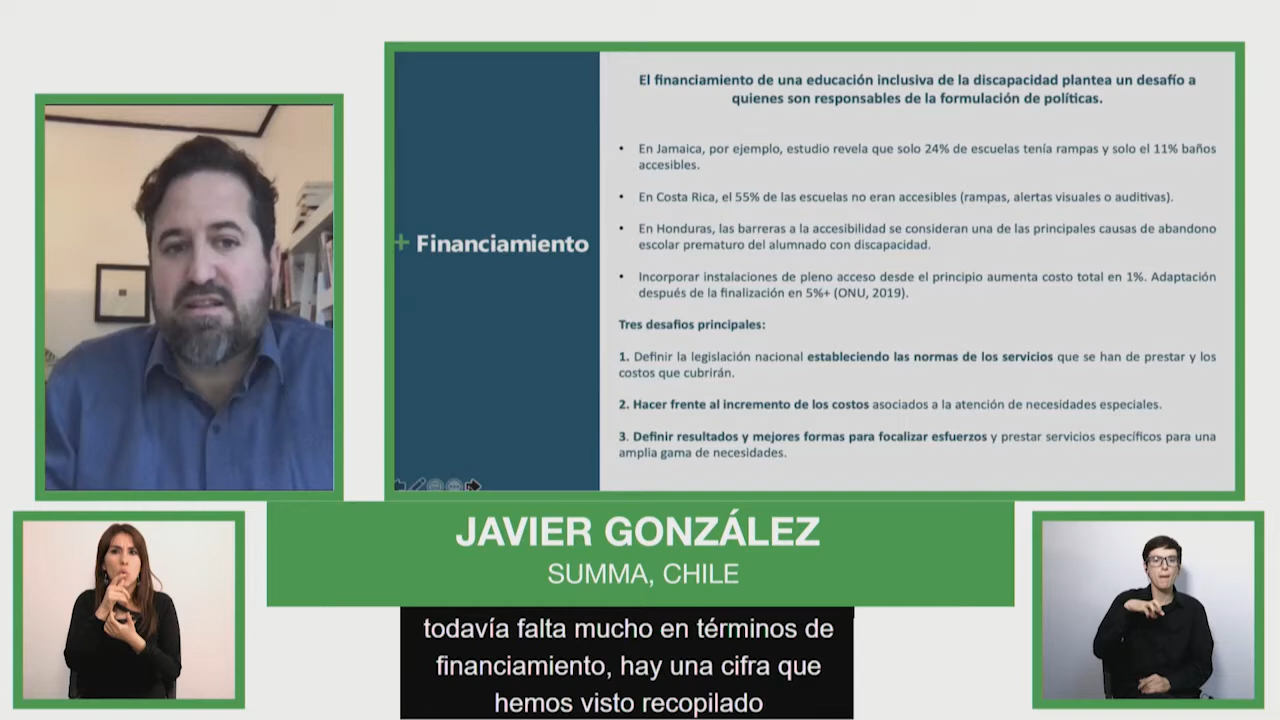 El financiamiento de una educación inclusiva de la discapacidad plantea un desafío a
quienes son responsables de la formulación de políticas.
+ Financiamiento
• En Jamaica, por ejemplo, estudio revela que solo 24% de escuelas tenía rampas y solo el 11% baños
accesibles.
• En Costa Rica, el 55% de las escuelas no eran accesibles (rampas, alertas visuales o auditivas).
• En Honduras, las barreras a la accesibilidad se consideran una de las principales causas de abandono
escolar prematuro del alumnado con discapacidad.
• Incorporar instalaciones de pleno acceso desde el principio aumenta costo total en 1%. Adaptación
después de la finalización en 5%+ (ONU, 2019).
Tres desafios principales:
1. Definir la legislación nacional estableciendo las normas de los servicios que se han de prestar y los
costos que cubrirán.
2. Hacer frente al incremento de los costos asociados a la atención de necesidades especiales.
3. Definir resultados y mejores formas para focalizar esfuerzos y prestar servicios específicos para una
amplia gama de necesidades.
JAVIER GONZÁLEZ
SUMMA, CHILE
todavía falta mucho en términos de
financiamiento, hay una cifra que
hemos visto recopilado